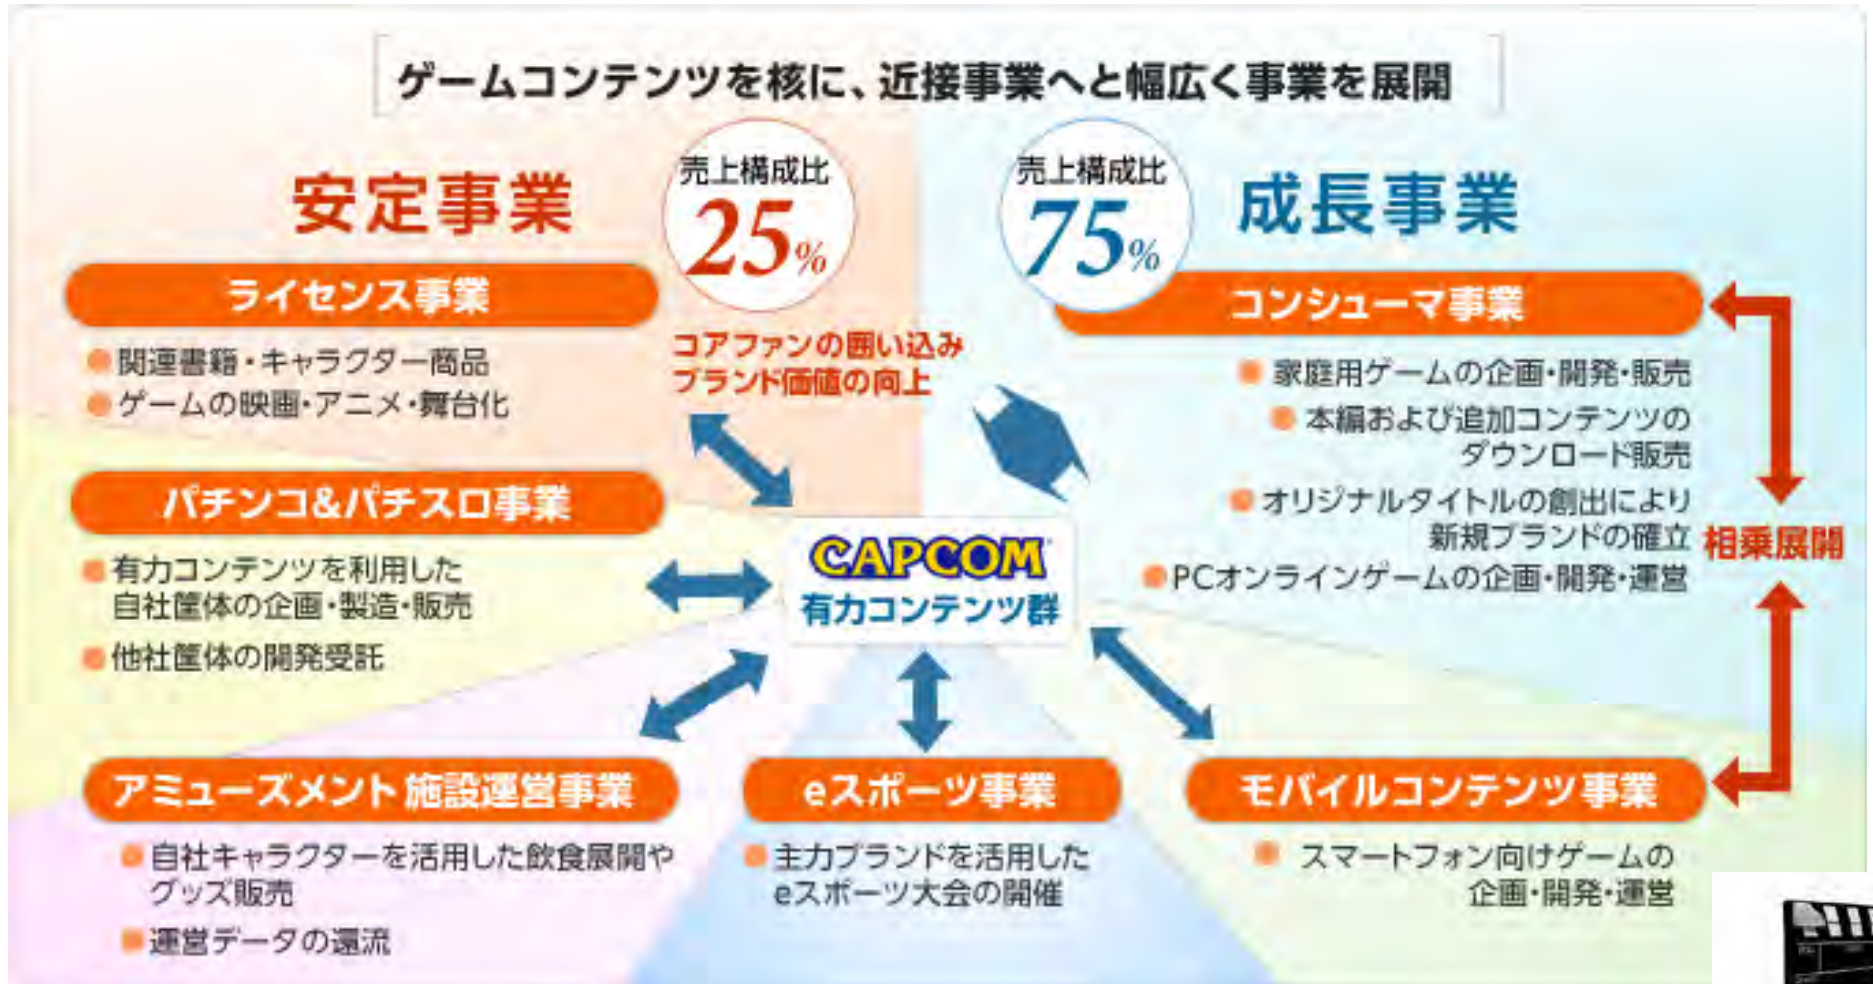 ゲームコンテンツを核に、近接事業へと幅広く事業を展開
安定事業
売上構成比
25%
売上構成比
75%
成長事業
ライセンス事業
●関連書籍・キャラクター商品
●ゲームの映画・アニメ・舞台化
コアファンの囲い込み
ブランド価値の向上
コンシューマ事業
●家庭用ゲームの企画・開発・販売
●本編および追加コンテンツの
ダウンロード販売
●オリジナルタイトルの創出により
新規ブランドの確立
●PCオンラインゲームの企画・開発・運営
相乗展開
パチンコ&パチスロ事業
●有力コンテンツを利用した
自社筐体の企画・製造・販売
●他社筐体の開発受託
CAPCOM
有力コンテンツ群
アミューズメント施設運営事業
●自社キャラクターを活用した飲食展開や
グッズ販売
●運営データの還流
eスポーツ事業
●主力ブランドを活用した
eスポーツ大会の開催
モバイルコンテンツ事業
●スマートフォン向けゲームの
企画・開発・運営